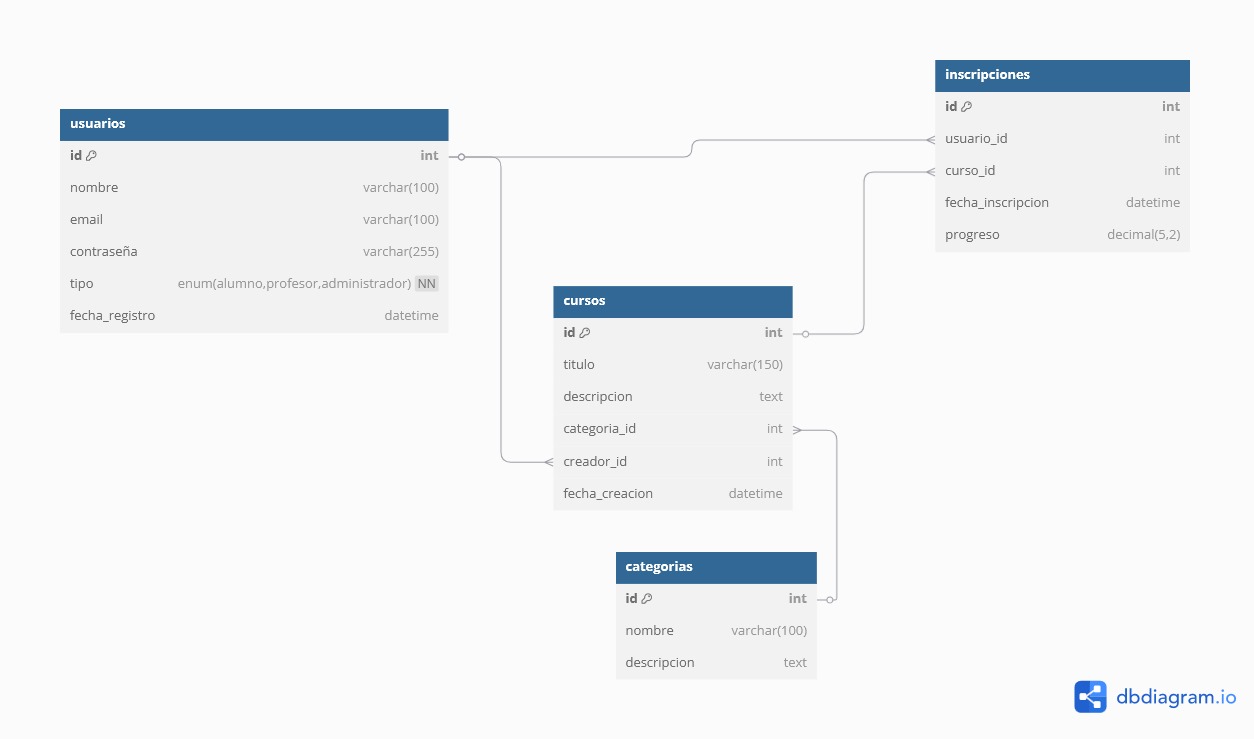 usuarios
id int
nombre varchar(100)
email varchar(100)
contraseña varchar(255)
tipo enum(alumno,profesor,administrador) NN
fecha_registro datetime
inscripciones
id int
usuario_id int
curso_id int
fecha_inscripcion datetime
progreso decimal(5,2)
cursos
id int
titulo varchar(150)
descripcion text
categoria_id int
creador_id int
fecha_creacion datetime
categorias
id int
nombre varchar(100)
descripcion text
dbdiagram.io